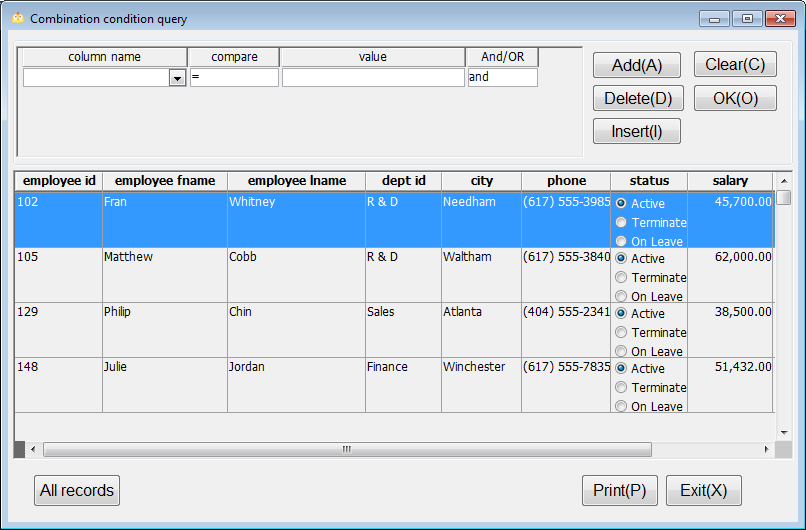 Combination condition query
column name compare value And/OR
= and
Add(A) Clear(C)
Delete(D) OK(O)
Insert(I)
employee id employee fname employee lname dept id city phone status salary
102 Fran Whitney R & D Needham (617) 555-3985 Active 45,700.00
Terminate
On Leave
105 Matthew Cobb R & D Waltham (617) 555-3840 Active 62,000.00
Terminate
On Leave
129 Philip Chin Sales Atlanta (404) 555-2341 Active 38,500.00
Terminate
On Leave
148 Julie Jordan Finance Winchester (617) 555-7835 Active 51,432.00
Terminate
On Leave
All records Print(P) Exit(X)